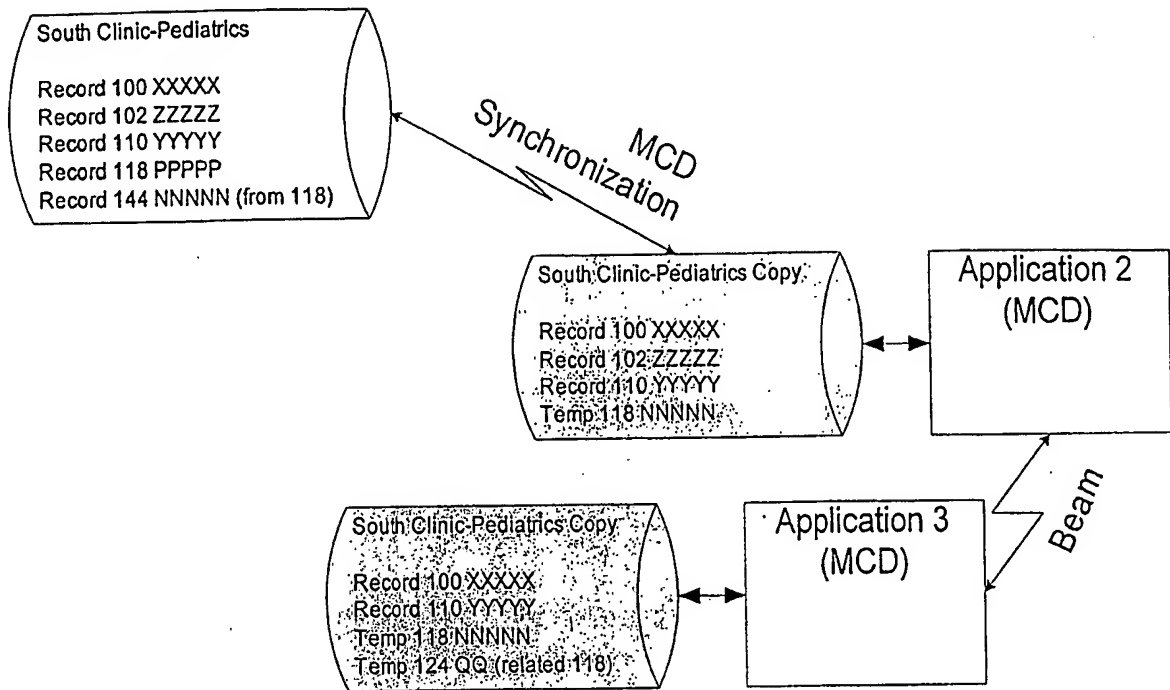 South Clinic-Pediatrics
Record 100 XXXXX
Record 102 ZZZZZ
Record 110 YYYYY
Record 118 PPPPP
Record 144 NNNNN (from 118)
MCD
Synchronization
South Clinic-Pediatrics Copy
Record 100 XXXXX
Record 102 ZZZZZ
Record 110 YYYYY
Temp 118 NNNNN
Application 2
(MCD)
Beam
South Clinic-Pediatrics Copy
Record 100 XXXXX
Record 110 YYYYY
Temp 118 NNNNN
Temp 124 QQ (related 118)
Application 3
(MCD)